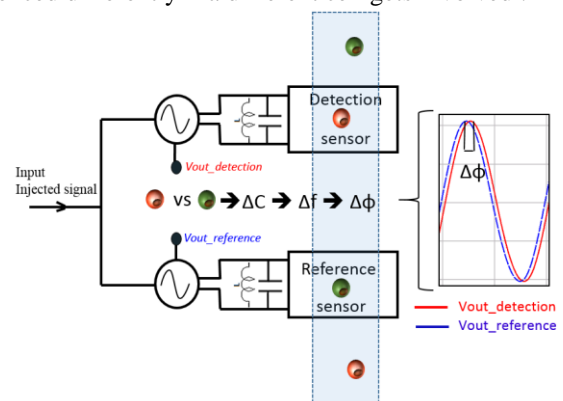 Detection
sensor
Input
Injected signal
Vout_detection
vs ➔ΔC ➔ Δf ➔ Δϕ
Vout_reference
Reference
sensor
Δϕ
Vout_detection
Vout_reference